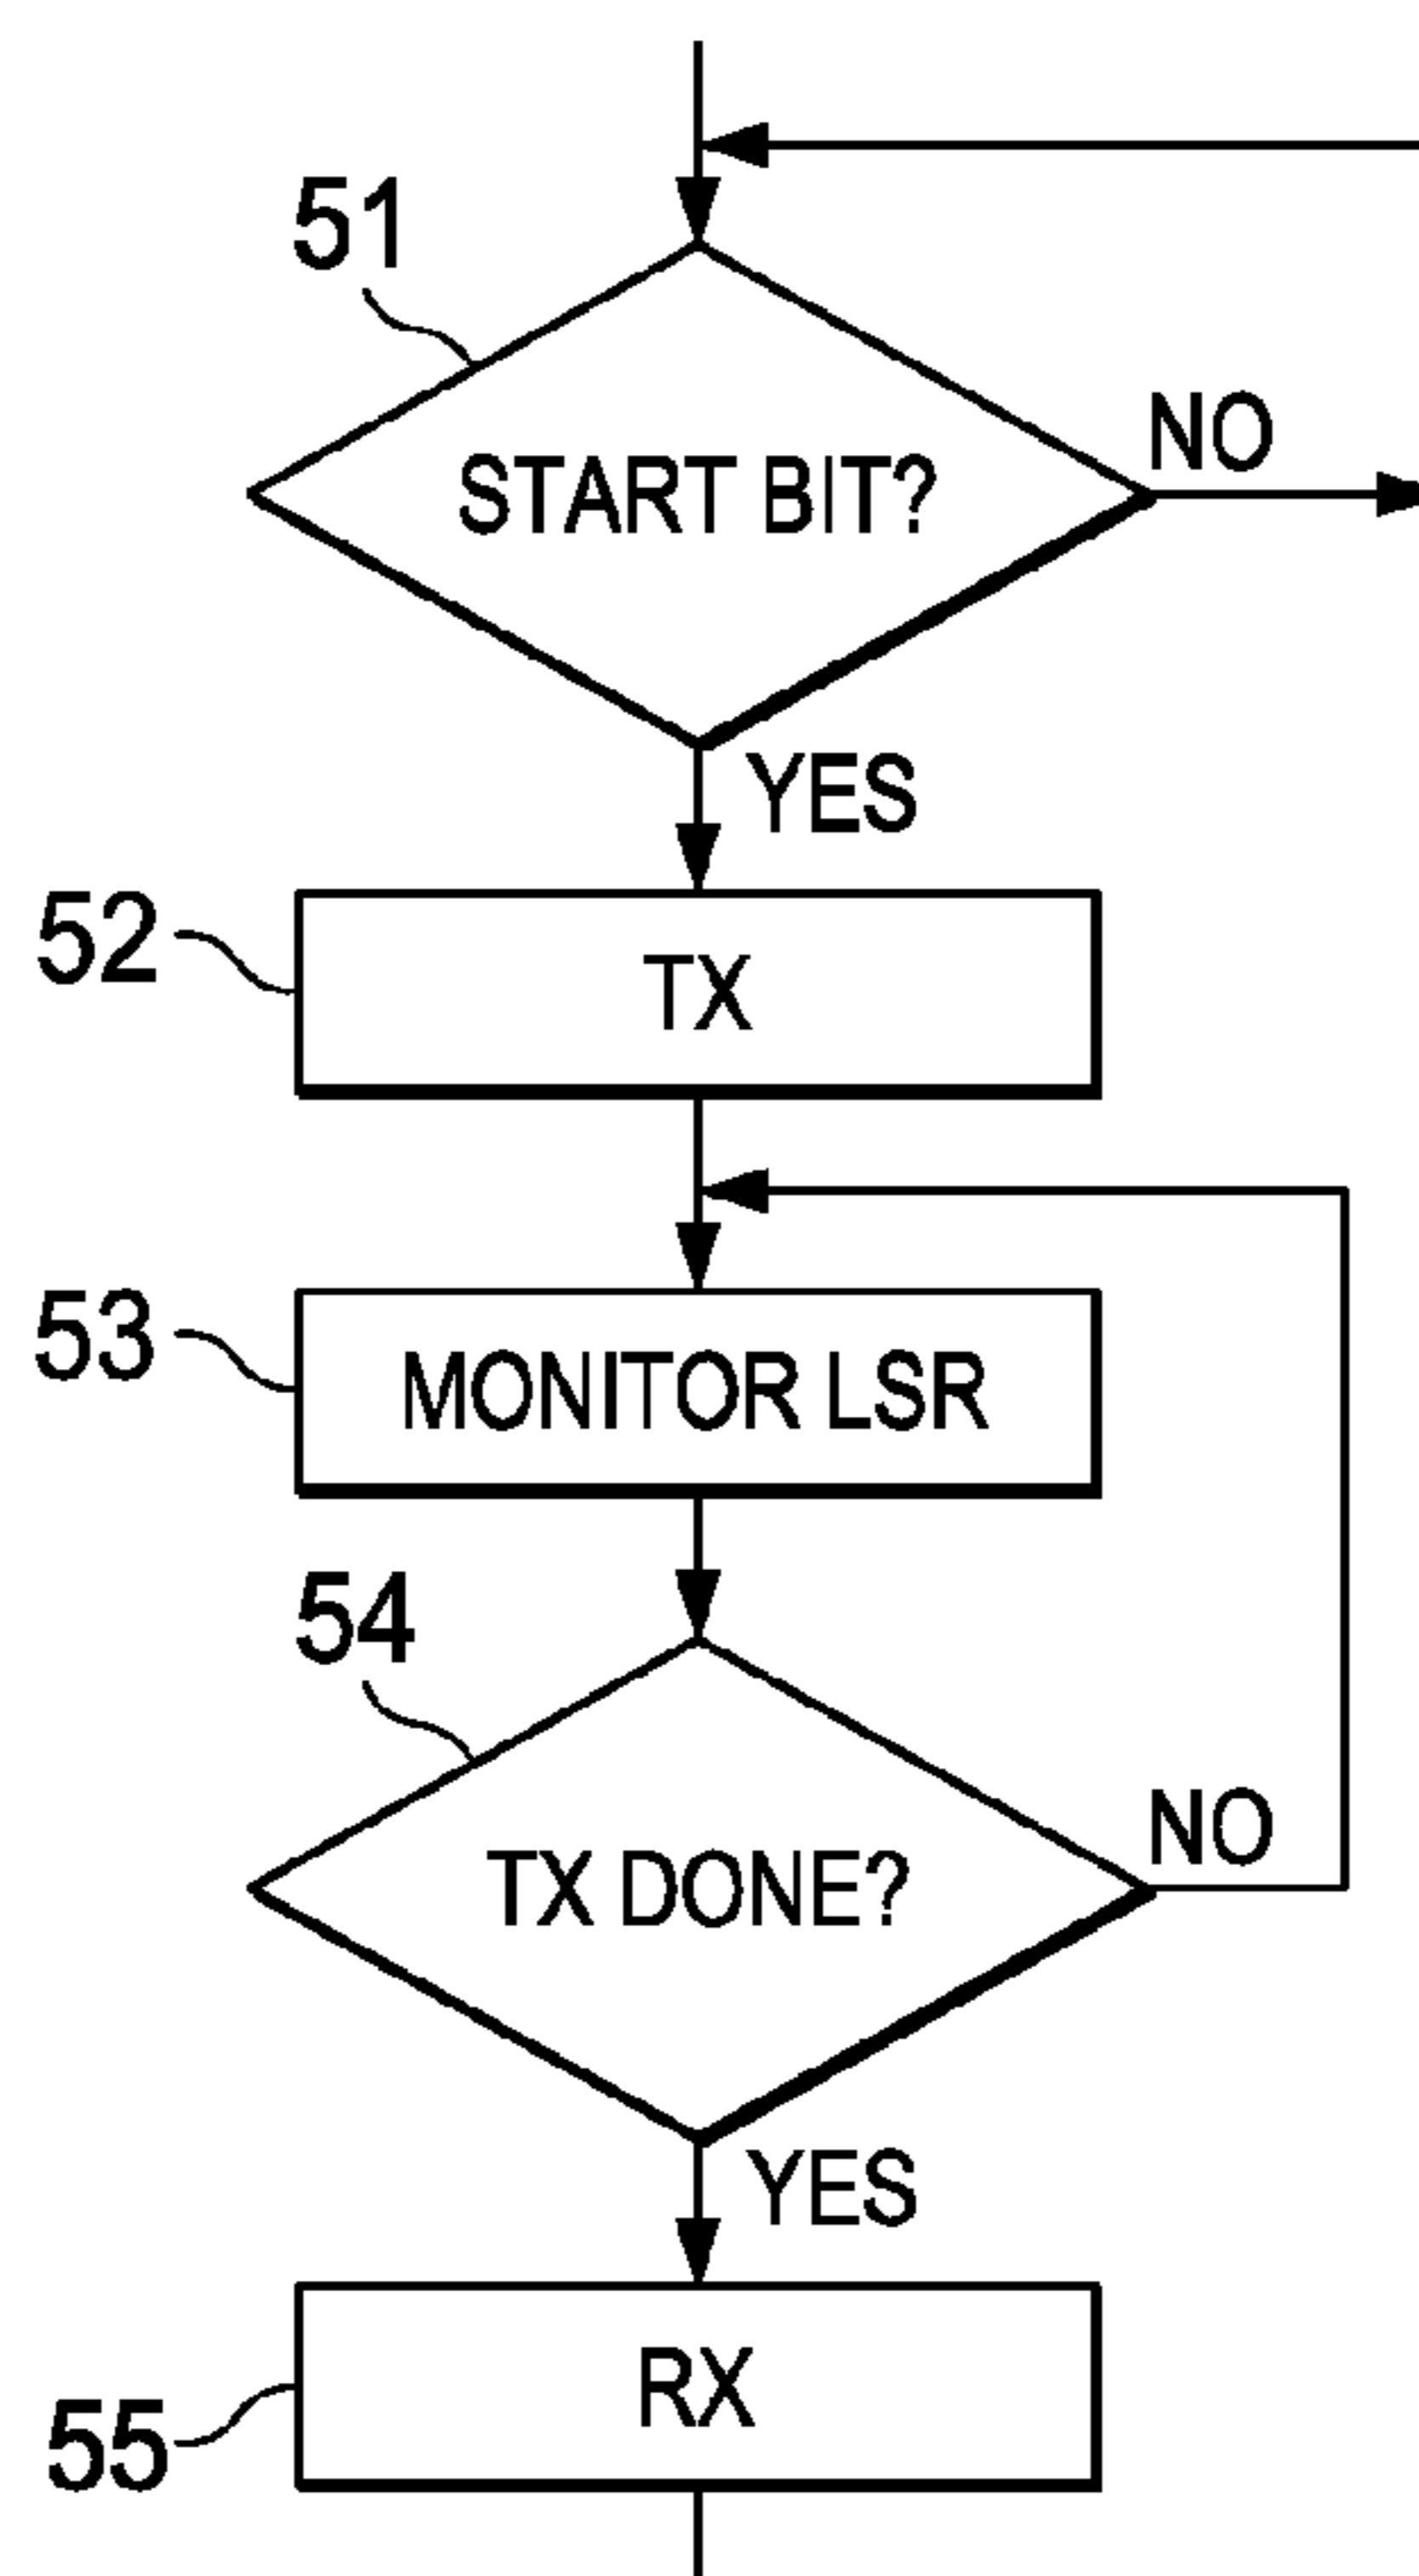 51
START BIT?
NO
YES
52
TX
53
MONITOR LSR
54
TX DONE?
NO
YES
RX
55